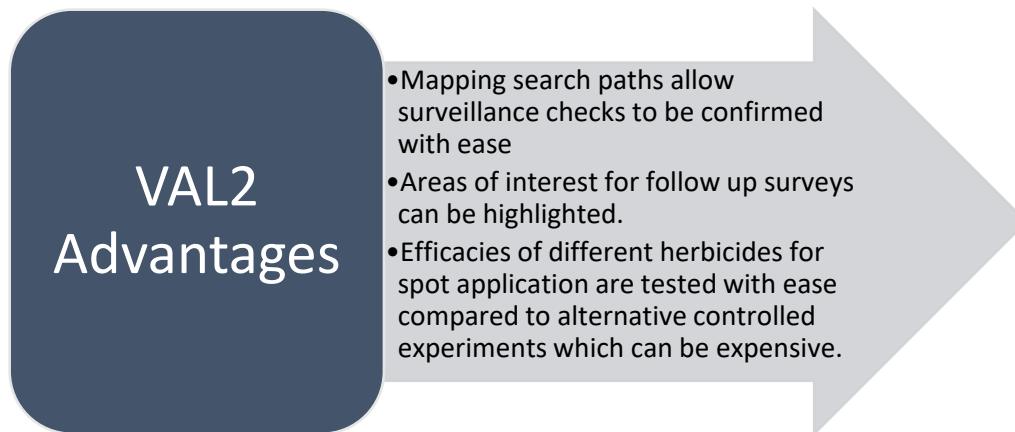 VAL2
Advantages
•Mapping search paths allow
surveillance checks to be confirmed
with ease
•Areas of interest for follow up surveys
can be highlighted.
•Efficacies of different herbicides for
spot application are tested with ease
compared to alternative controlled
experiments which can be expensive.